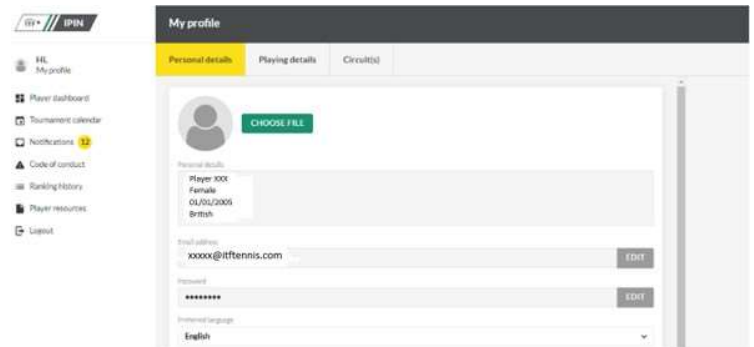 ITF IPIN
My profile
HI,
My profile
Player dashboard
Tournament calendar
Notifications 12
Code of conduct
Ranking history
Player resources
Logout
Personal details
Playing details
Circuit(s)
CHOOSE FILE
Personal details
Player XXX
Female
01/01/2005
British
Email address
xxxxx@itftennis.com
EDIT
Password
••••••••
EDIT
Preferred language
English